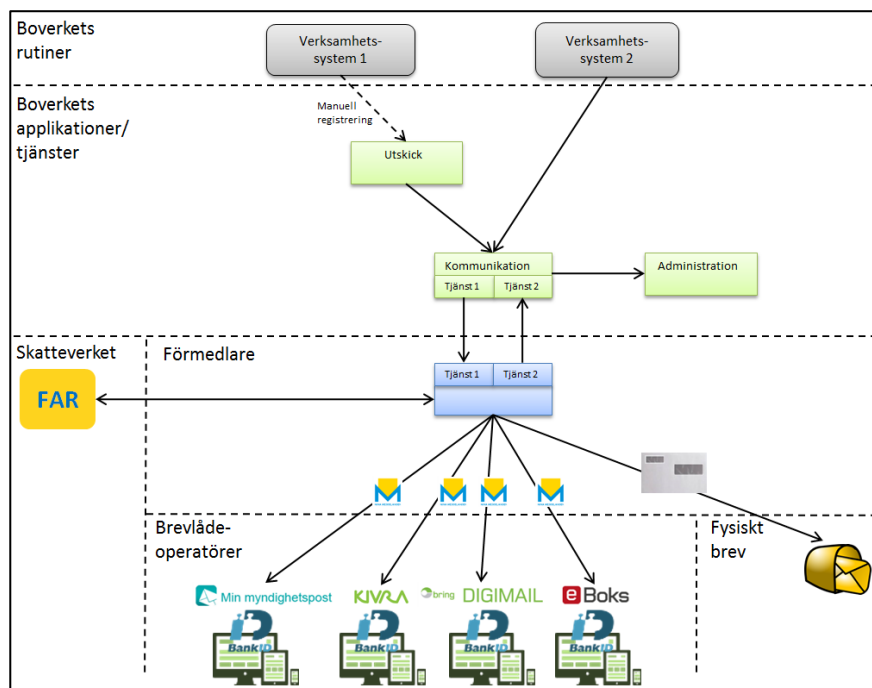 Boverkets
rutiner
Verksamhets-
system 1
Verksamhets-
system 2
Boverkets
applikationer/
tjänster
Manuell
registrering
Utskick
Kommunikation
Tjänst 1
Tjänst 2
Administration
Skatteverket
Förmedlare
FAR
Tjänst 1
Tjänst 2
Brevlåde-
operatörer
Fysiskt
brev
Min myndighetspost
KIVRA
bring DIGIMAIL
e-Boks
BankID
BankID
BankID
BankID